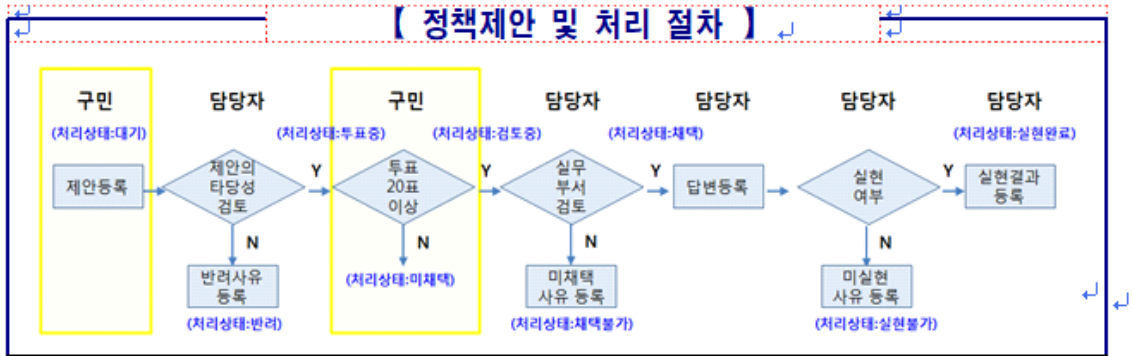 【 정책제안 및 처리 절차 】
구민 담당자 구민 담당자 담당자 담당자 담당자
(처리상태:대기) (처리상태:투표중) (처리상태:검토중) (처리상태:채택) (처리상태:실현완료)
제안등록
제안의
타당성
검토
Y
N
반려사유
등록
(처리상태:반려)
투표
20표
이상
Y
N
(처리상태:미채택)
실무
부서
검토
Y
N
미채택
사유 등록
(처리상태:채택불가)
답변등록
실현
여부
Y
N
미실현
사유 등록
(처리상태:실현불가)
실현결과
등록